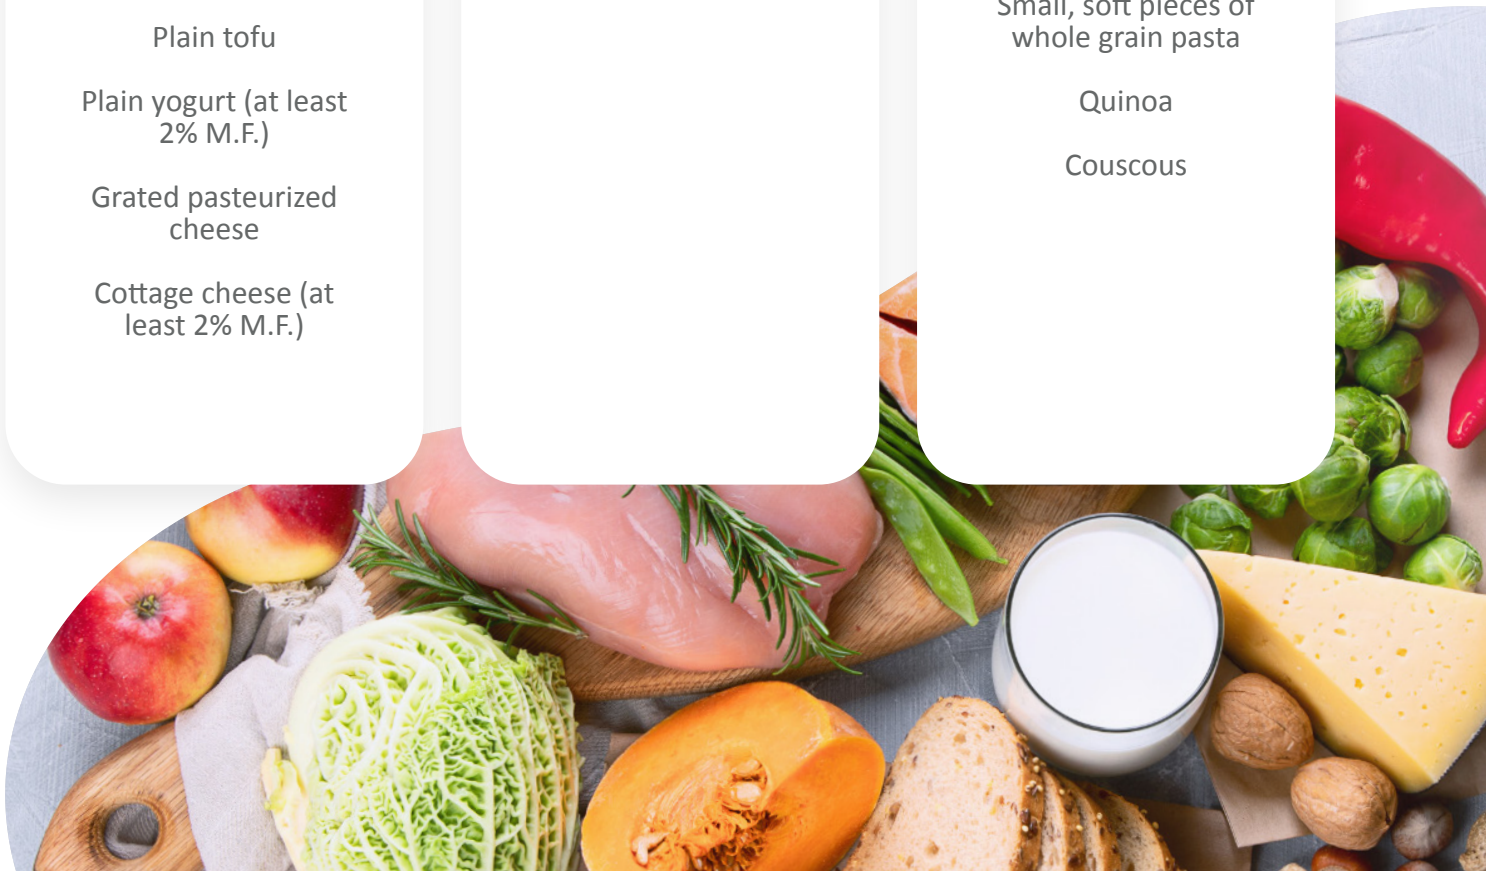 Plain tofu
Plain yogurt (at least
2% M.F.)
Grated pasteurized
cheese
Cottage cheese (at
least 2% M.F.)
Small, soft pieces of
whole grain pasta
Quinoa
Couscous